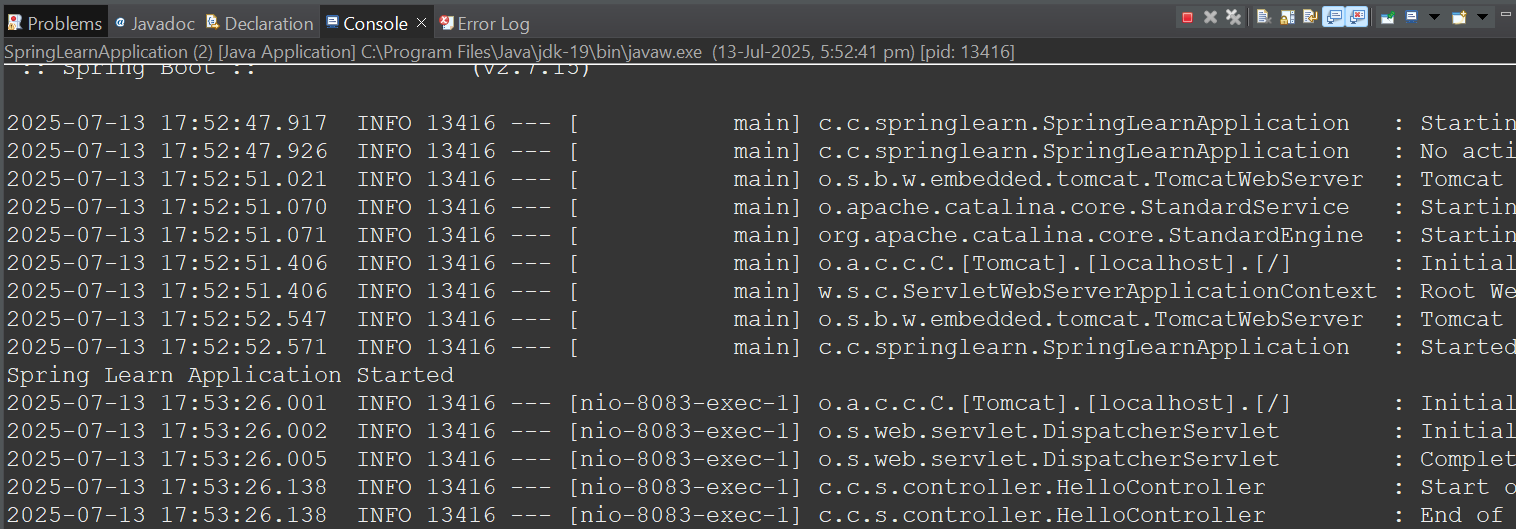 Problems @ Javadoc Declaration Console × Error Log
SpringLearnApplication (2) [Java Application] C:\Program Files\Java\jdk-19\bin\javaw.exe (13-Jul-2025, 5:52:41 pm) [pid: 13416]
:: Spring Boot ::                (v2.7.15)
2025-07-13 17:52:47.917  INFO 13416 --- [           main] c.c.springlearn.SpringLearnApplication   : Startin
2025-07-13 17:52:47.926  INFO 13416 --- [           main] c.c.springlearn.SpringLearnApplication   : No acti
2025-07-13 17:52:51.021  INFO 13416 --- [           main] o.s.b.w.embedded.tomcat.TomcatWebServer  : Tomcat
2025-07-13 17:52:51.070  INFO 13416 --- [           main] o.apache.catalina.core.StandardService   : Startin
2025-07-13 17:52:51.071  INFO 13416 --- [           main] org.apache.catalina.core.StandardEngine  : Startin
2025-07-13 17:52:51.406  INFO 13416 --- [           main] o.a.c.c.C.[Tomcat].[localhost].[/]       : Initial
2025-07-13 17:52:51.406  INFO 13416 --- [           main] w.s.c.ServletWebServerApplicationContext : Root We
2025-07-13 17:52:52.547  INFO 13416 --- [           main] o.s.b.w.embedded.tomcat.TomcatWebServer  : Tomcat
2025-07-13 17:52:52.571  INFO 13416 --- [           main] c.c.springlearn.SpringLearnApplication   : Started
Spring Learn Application Started
2025-07-13 17:53:26.001  INFO 13416 --- [nio-8083-exec-1] o.a.c.c.C.[Tomcat].[localhost].[/]       : Initial
2025-07-13 17:53:26.002  INFO 13416 --- [nio-8083-exec-1] o.s.web.servlet.DispatcherServlet        : Initial
2025-07-13 17:53:26.005  INFO 13416 --- [nio-8083-exec-1] o.s.web.servlet.DispatcherServlet        : Complet
2025-07-13 17:53:26.138  INFO 13416 --- [nio-8083-exec-1] c.c.s.controller.HelloController         : Start o
2025-07-13 17:53:26.138  INFO 13416 --- [nio-8083-exec-1] c.c.s.controller.HelloController         : End of